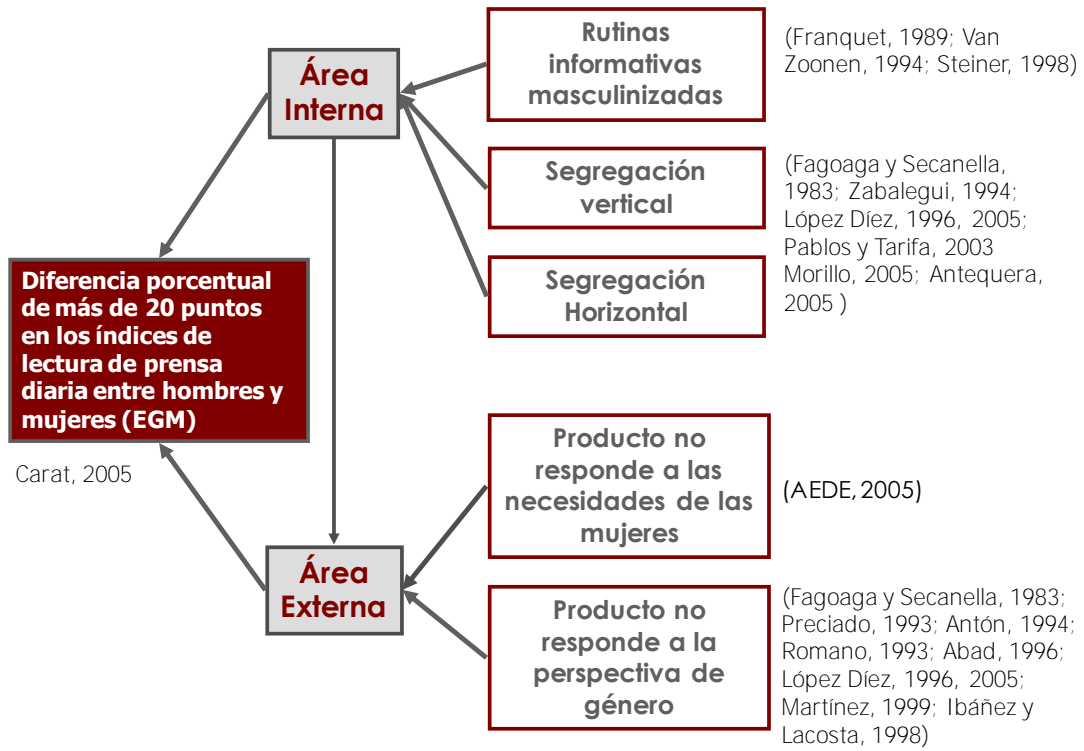 Rutinas
informativas
masculinizadas
(Franquet, 1989; Van
Zoonen, 1994; Steiner, 1998)
Área
Interna
Segregación
vertical
(Fagoaga y Secanella,
1983; Zabalegui, 1994;
López Díez, 1996, 2005;
Pablos y Tarifa, 2003
Morillo, 2005; Antequera,
2005 )
Segregación
Horizontal
Diferencia porcentual
de más de 20 puntos
en los índices de
lectura de prensa
diaria entre hombres y
mujeres (EGM)
Carat, 2005
Producto no
responde a las
necesidades de las
mujeres
(AEDE, 2005)
Área
Externa
Producto no
responde a la
perspectiva de
género
(Fagoaga y Secanella, 1983;
Preciado, 1993; Antón, 1994;
Romano, 1993; Abad, 1996;
López Díez, 1996, 2005;
Martínez, 1999; Ibáñez y
Lacosta, 1998)